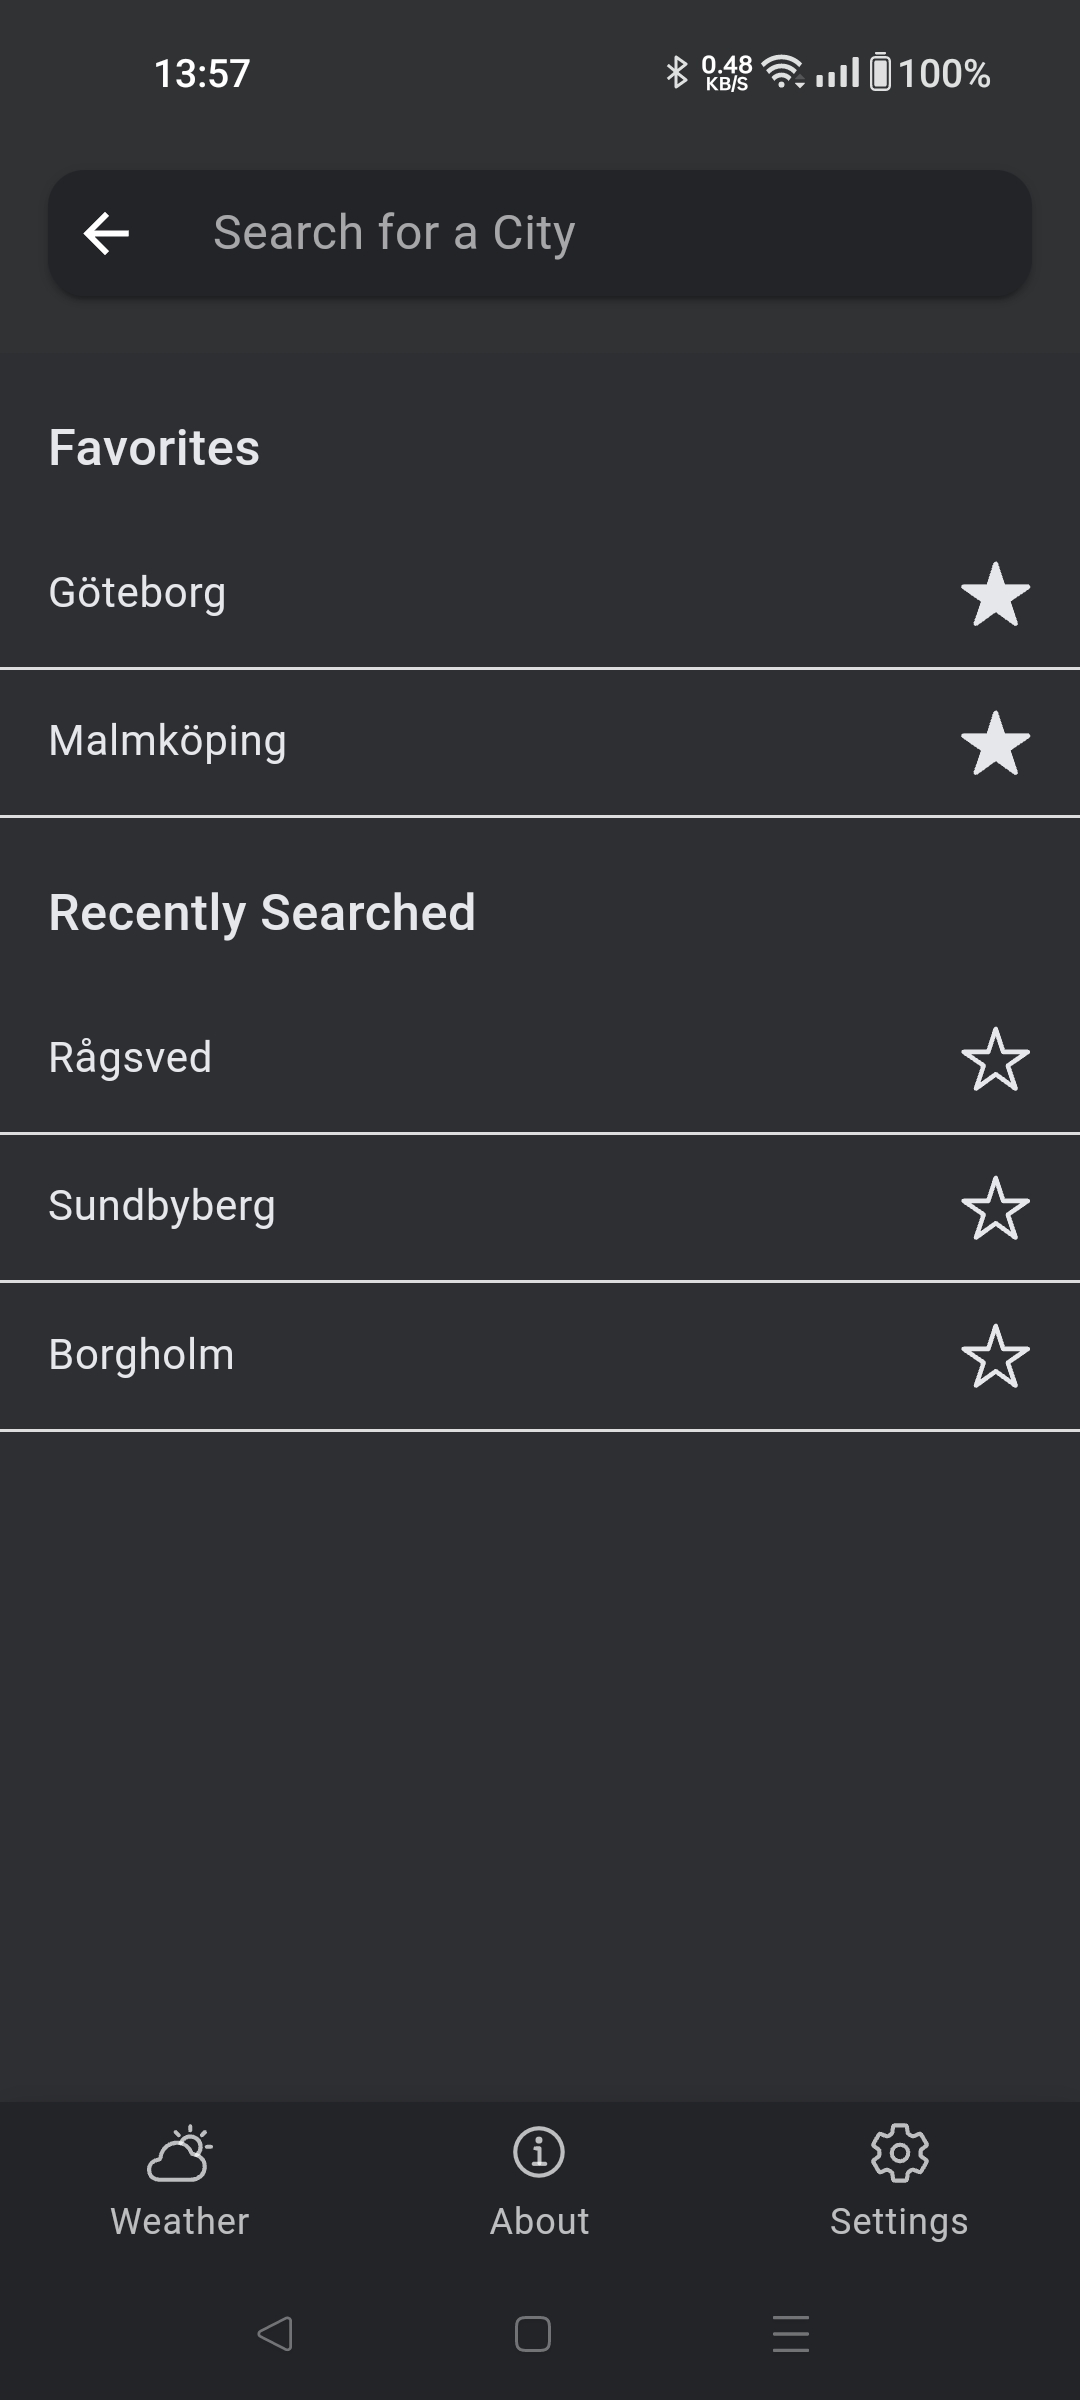 13:57
0.48 KB/S 100%
Search for a City
Favorites
Göteborg
Malmköping
Recently Searched
Rågsved
Sundbyberg
Borgholm
Weather About Settings